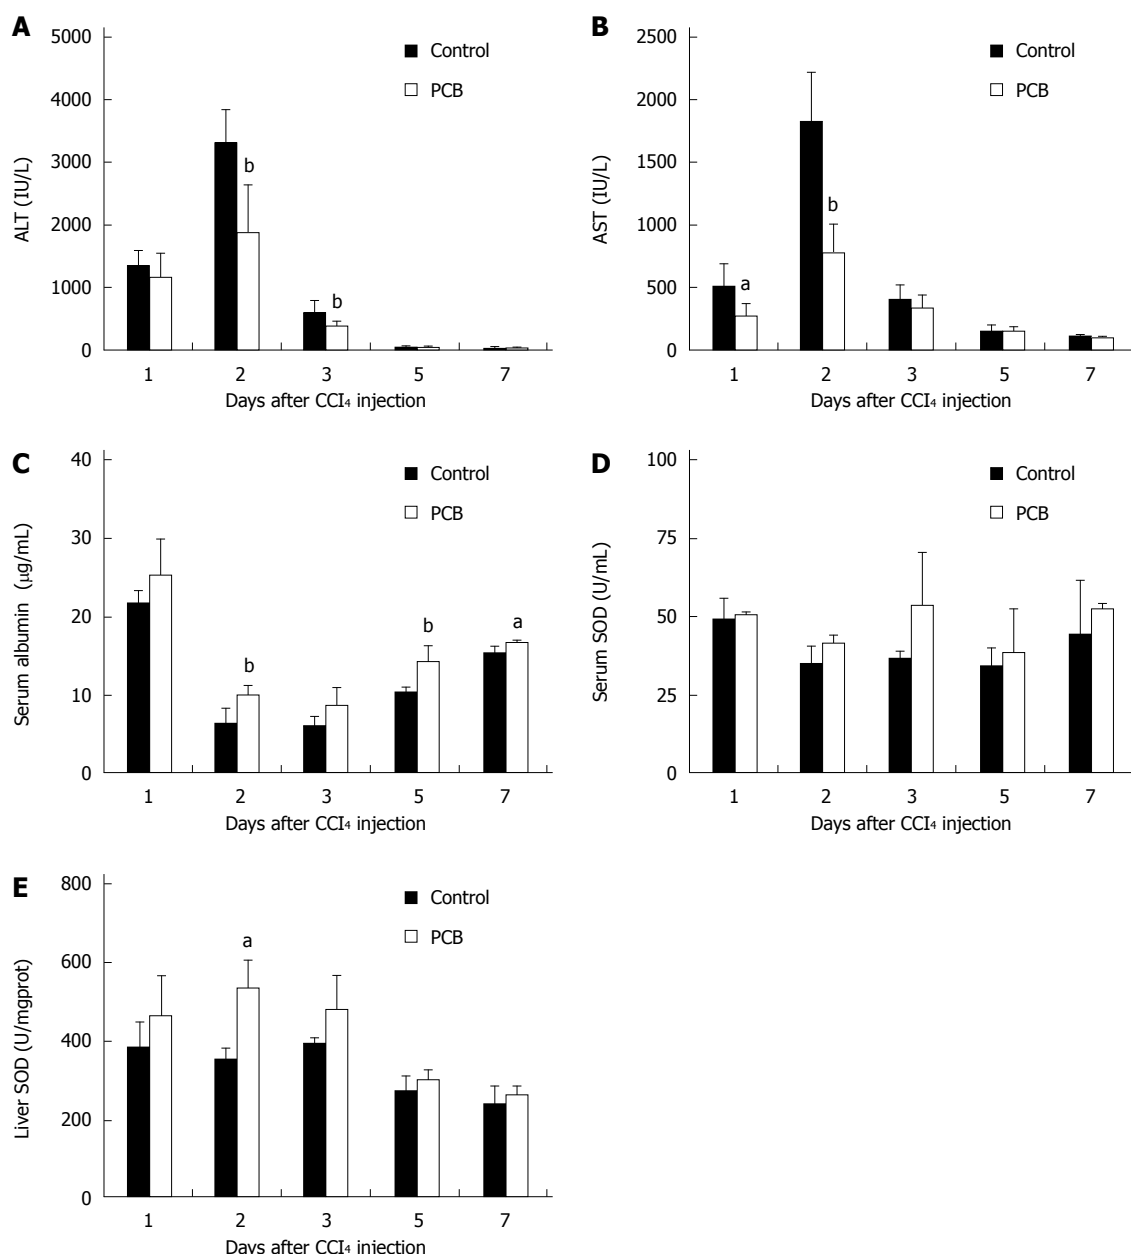 A
5000
4000
3000
2000
1000
0
ALT (IU/L)
Control
PCB
b
b
1 2 3 5 7
Days after CCl₄ injection
B
2500
2000
1500
1000
500
0
AST (IU/L)
Control
PCB
a
b
1 2 3 5 7
Days after CCl₄ injection
C
40
30
20
10
0
Serum albumin (μg/mL)
Control
PCB
b
b
a
1 2 3 5 7
Days after CCl₄ injection
D
100
75
50
25
0
Serum SOD (U/mL)
Control
PCB
1 2 3 5 7
Days after CCl₄ injection
E
800
600
400
200
0
Liver SOD (U/mgprot)
Control
PCB
a
1 2 3 5 7
Days after CCl₄ injection